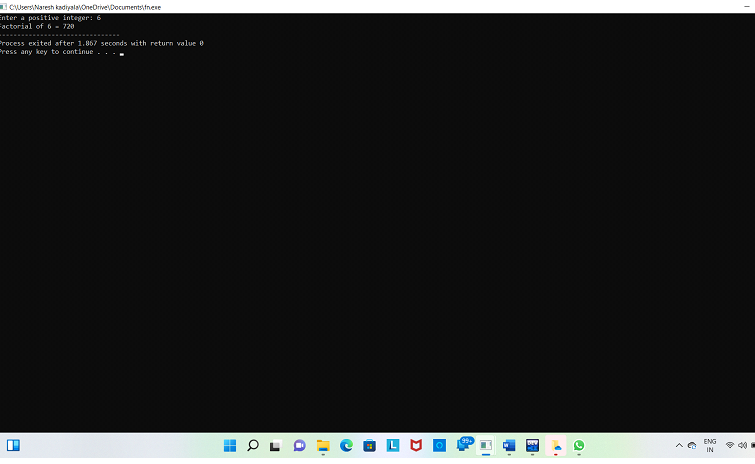 C:\Users\Naresh kadiyala\OneDrive\Documents\fn.exe
Enter a positive integer: 6
Factorial of 6 = 720
--------------------------------
Process exited after 1.867 seconds with return value 0
Press any key to continue . . .
99+
L
W
DEV
ENG
IN